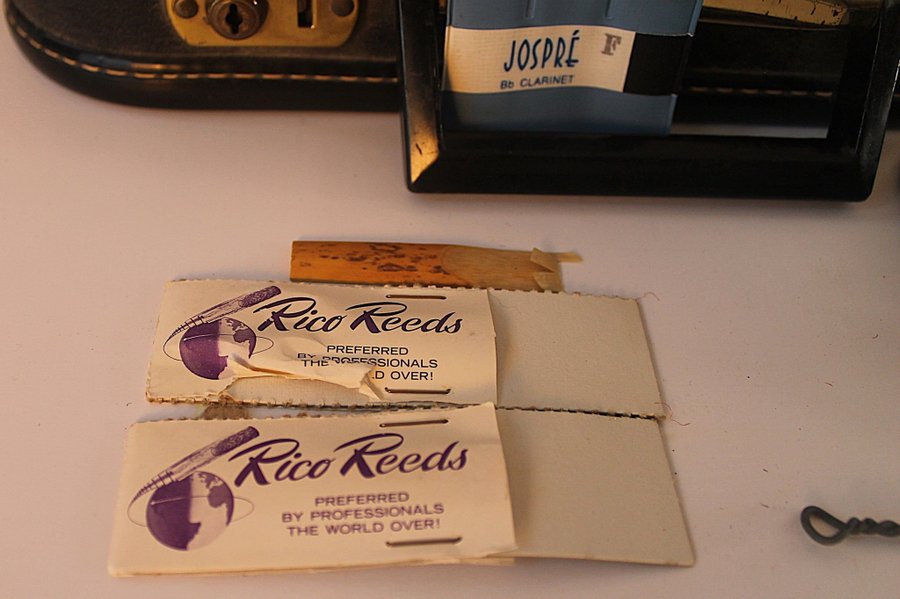 JOSPRÉ F
Bb CLARINET
Rico Reeds
PREFERRED
BY PROFESSIONALS
THE WORLD OVER!
Rico Reeds
PREFERRED
BY PROFESSIONALS
THE WORLD OVER!